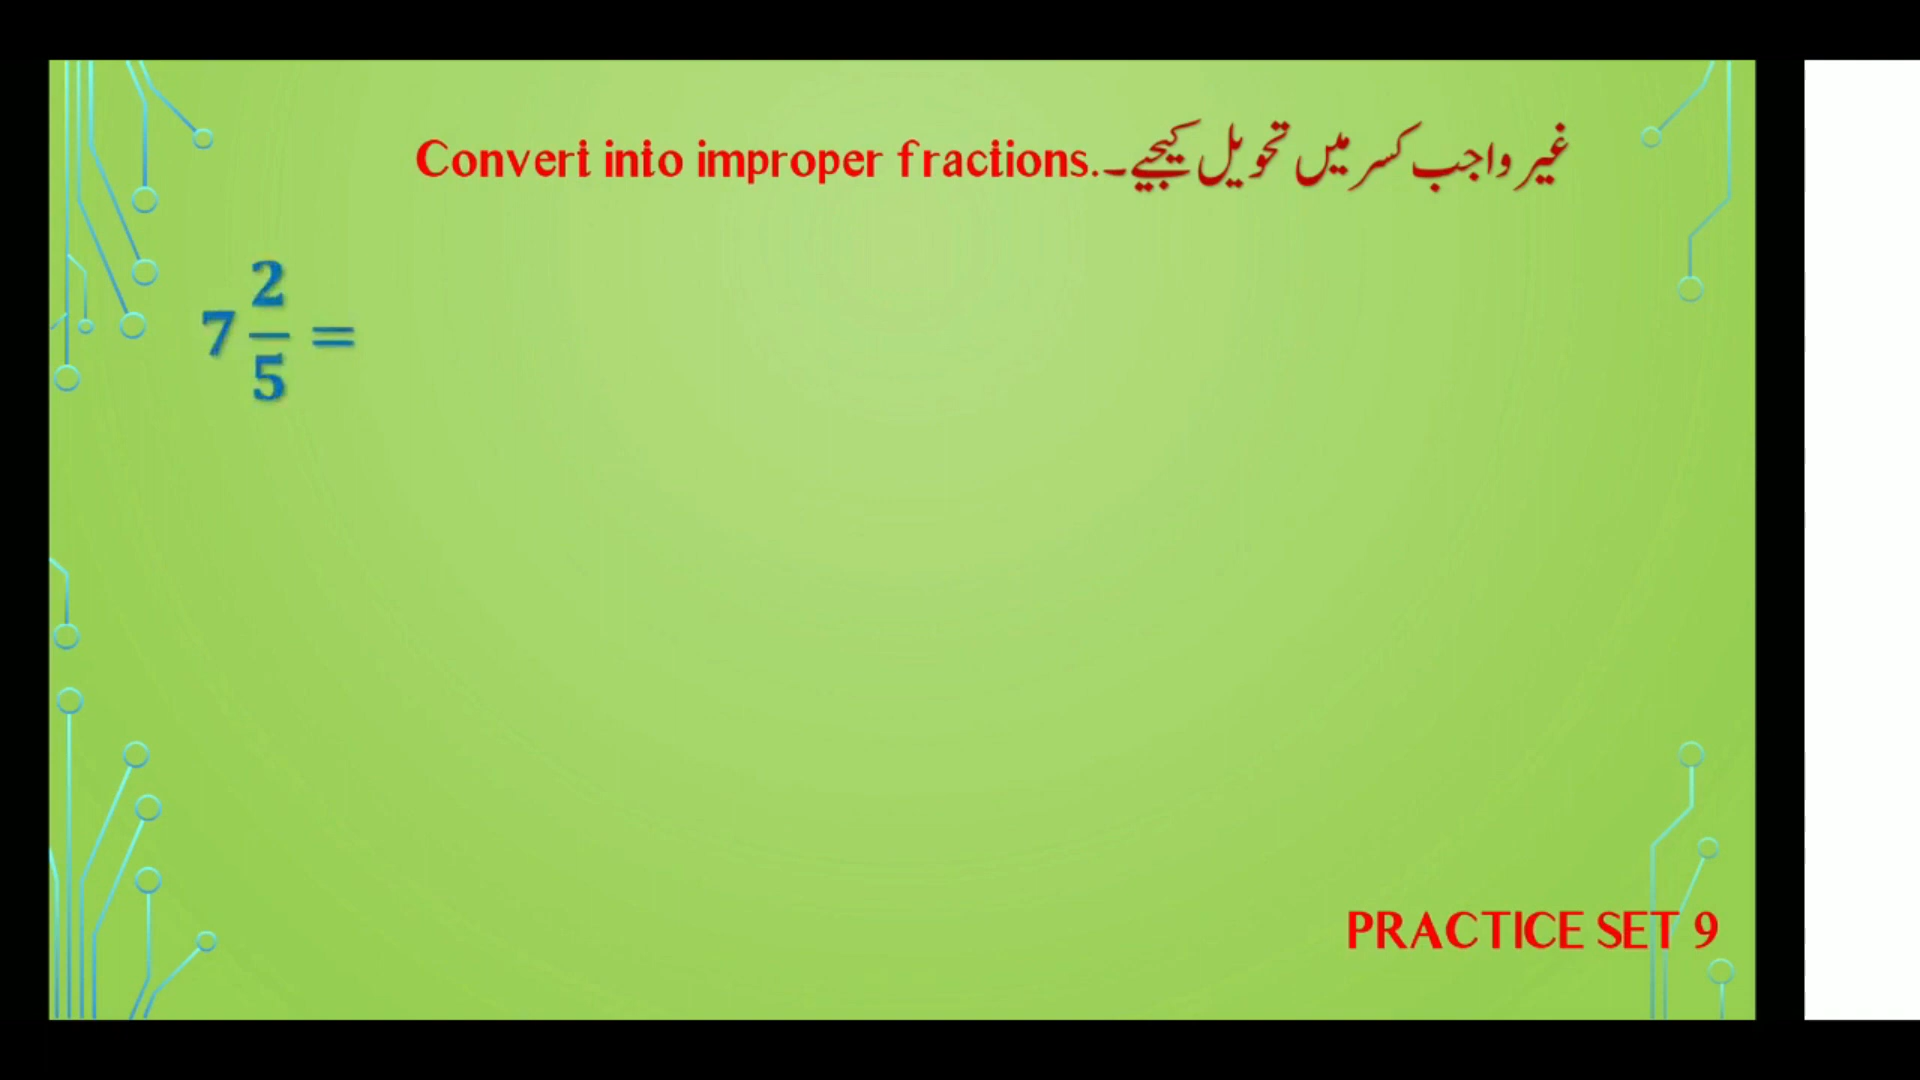 Convert into improper fractions.غیر واجب کسر میں تحویل کیجیے۔
7 2/5 =
PRACTICE SET 9